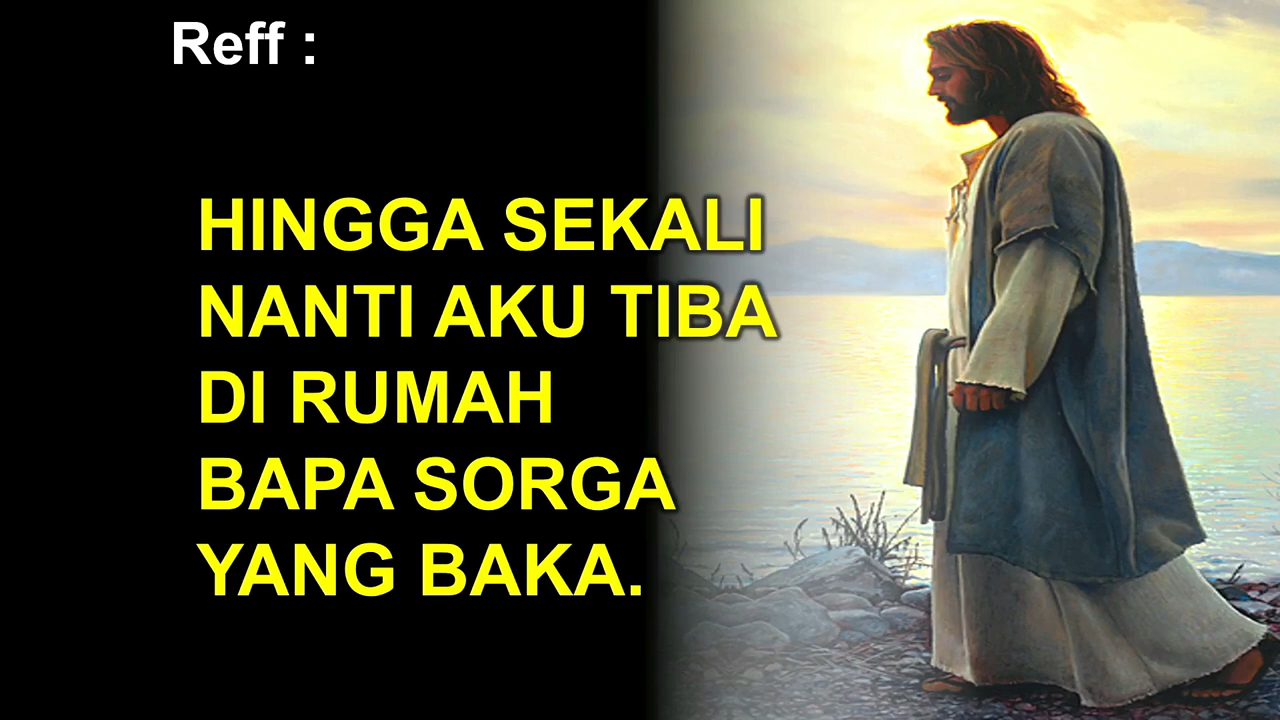 Reff :
HINGGA SEKALI
NANTI AKU TIBA
DI RUMAH
BAPA SORGA
YANG BAKA.